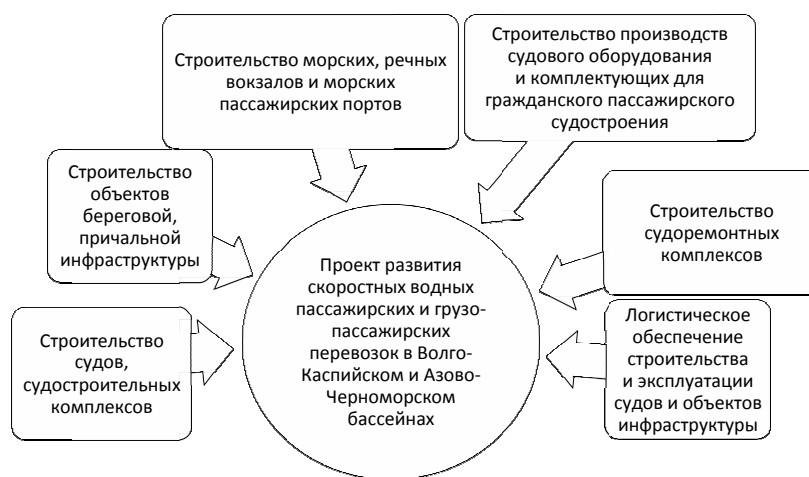 Строительство морских, речных
вокзалов и морских
пассажирских портов
Строительство производств
судового оборудования
и комплектующих для
гражданского пассажирского
судостроения
Строительство
объектов
береговой,
причальной
инфраструктуры
Строительство
судоремонтных
комплексов
Проект развития
скоростных водных
пассажирских и грузо-
пассажирских
перевозок в Волго-
Каспийском и Азово-
Черноморском
бассейнах
Строительство
судов,
судостроительных
комплексов
Логистическое
обеспечение
строительства
и эксплуатации
судов и объектов
инфраструктуры